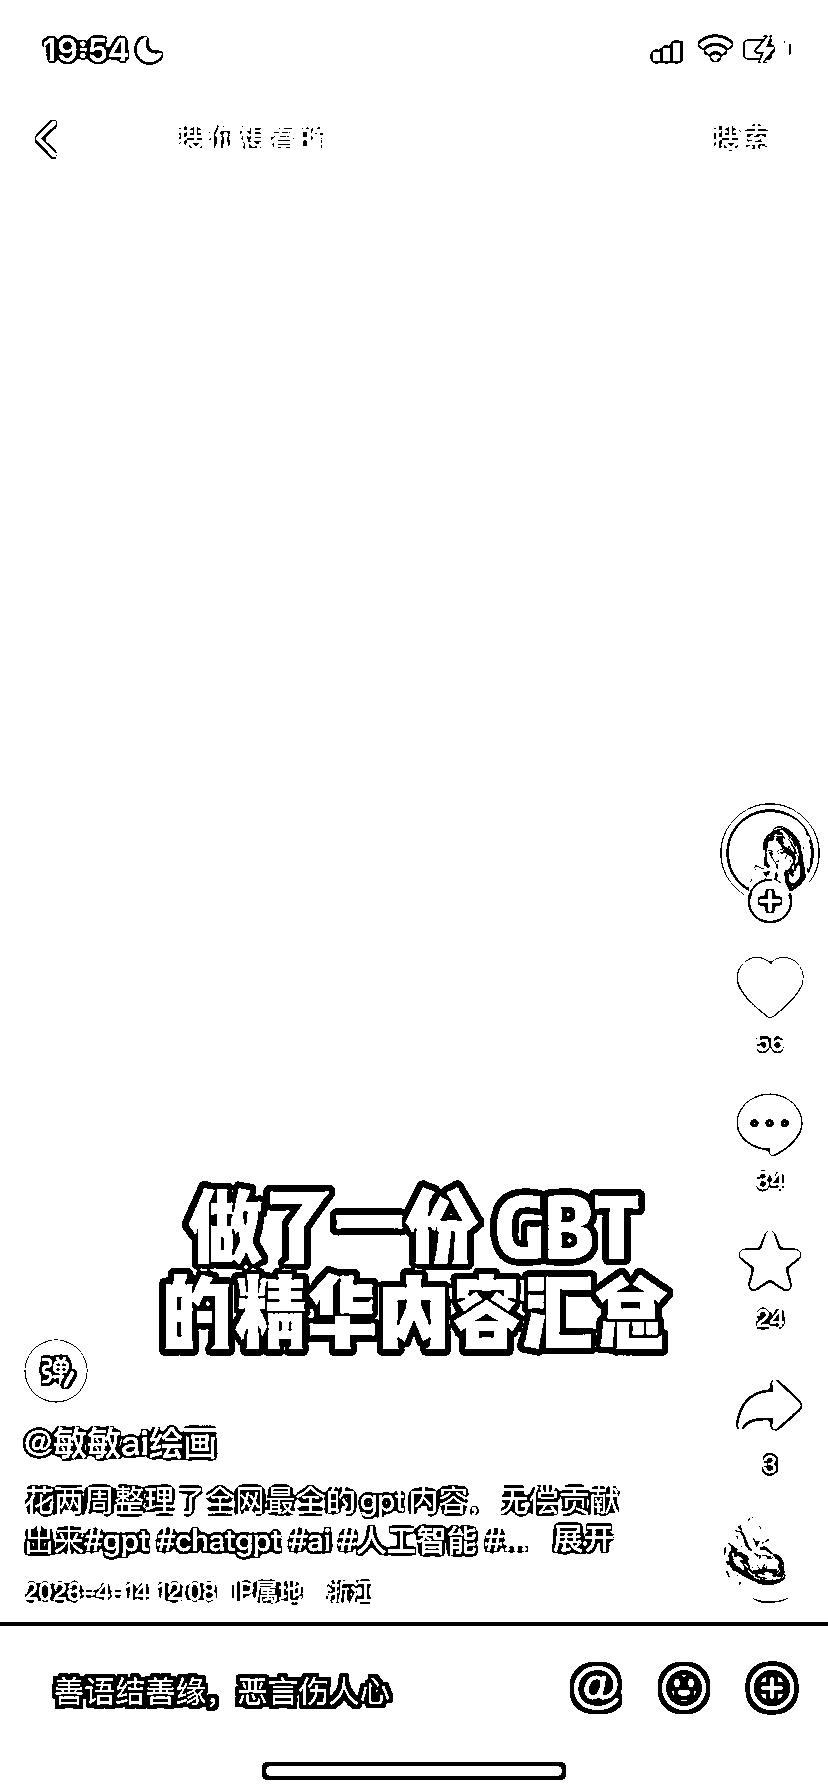 19:54
搜你想看的 搜索
56
34
做了一份 GBT
的精华内容汇总
24
弹
@敏敏ai绘画
3
花两周整理了全网最全的gpt内容，无偿贡献
出来#gpt #chatgpt #ai #人工智能 #... 展开
2023-4-14 12:08 IP属地：浙江
善语结善缘，恶言伤人心